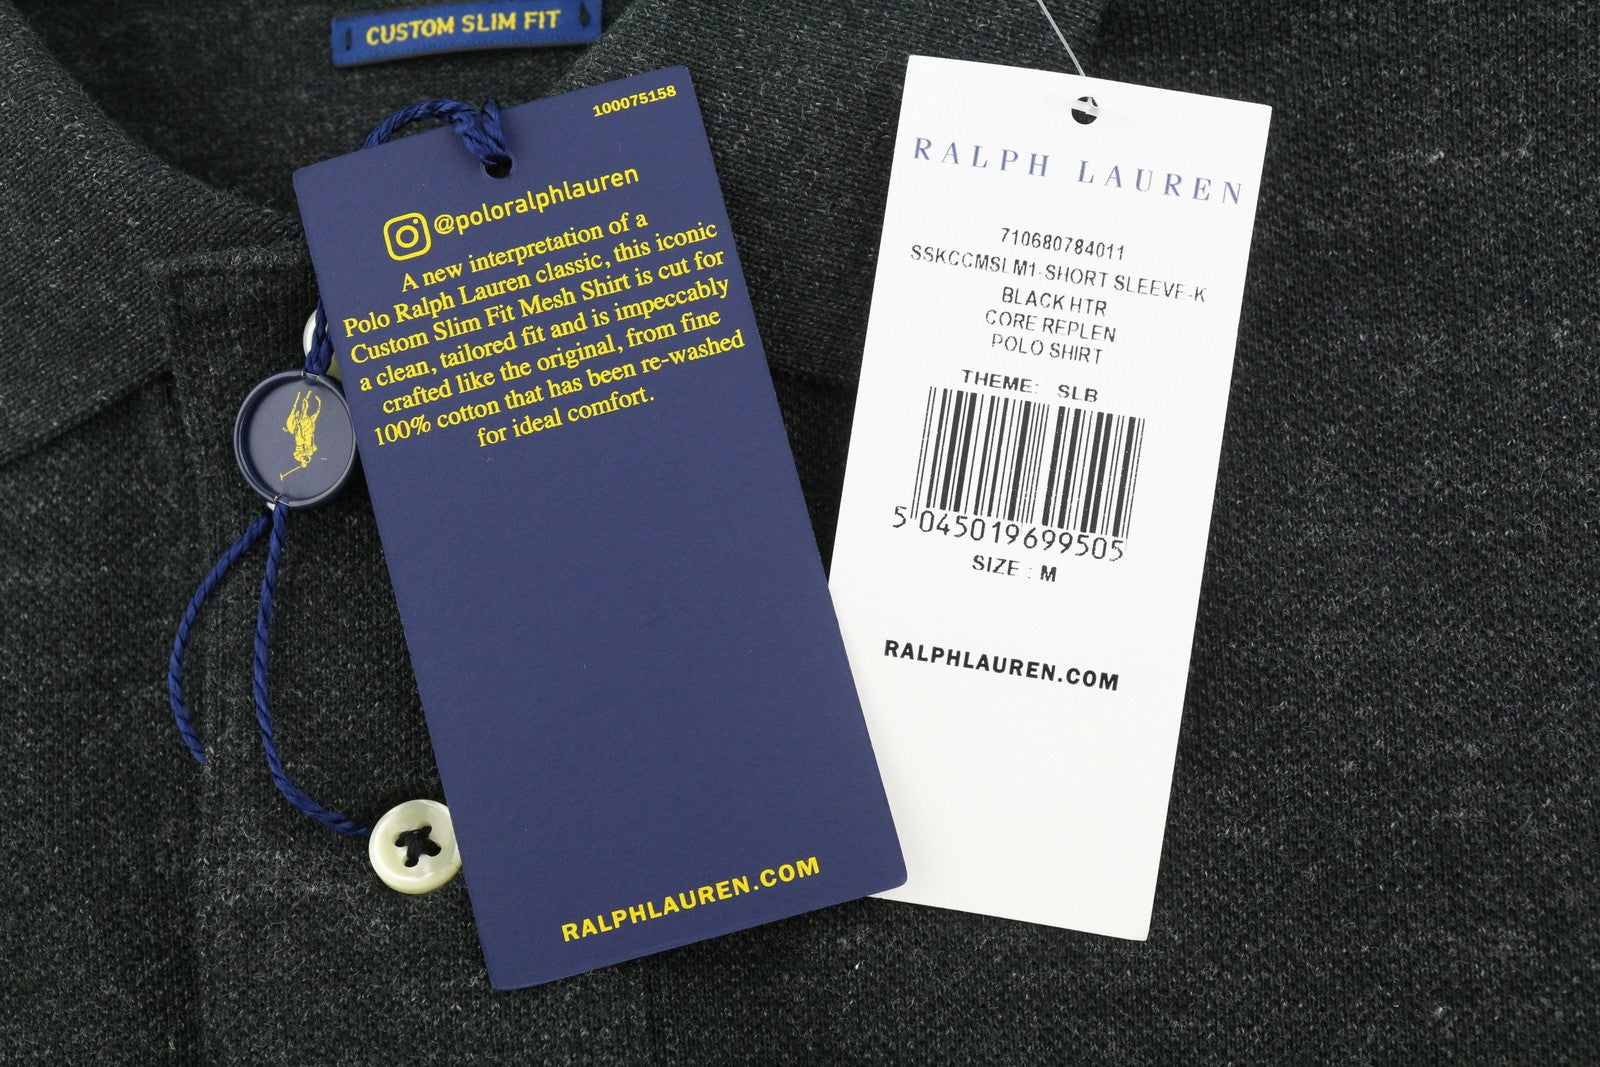 CUSTOM SLIM FIT
100075158
@poloralphlauren
A new interpretation of a
Polo Ralph Lauren classic, this iconic
Custom Slim Fit Mesh Shirt is cut for
a clean, tailored fit and is impeccably
crafted like the original, from fine
100% cotton that has been re-washed
for ideal comfort.
RALPHLAUREN.COM
RALPH LAUREN
710680784011
SSKCCMSLM1-SHORT SLEEVE-K
BLACK HTR
CORE REPLEN
POLO SHIRT
THEME: SLB
5 045019699505
SIZE : M
RALPHLAUREN.COM